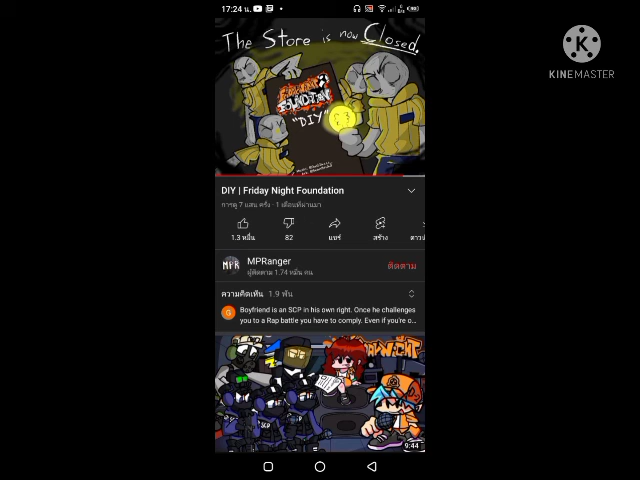 17:24 น.
The Store is now Closed.
FOUNDATION
"DIY"
KINEMASTER
DIY | Friday Night Foundation
การดู 7 แสน ครั้ง · 1 เดือนที่ผ่านมา
1.3 หมื่น
82
แชร์
สร้าง
MPR
MPRanger
ผู้ติดตาม 1.74 หมื่น คน
ติดตาม
ความคิดเห็น 1.9 พัน
G
Boyfriend is an SCP in his own right. Once he challenges
you to a Rap battle you have to comply. Even if you're o...
9:44